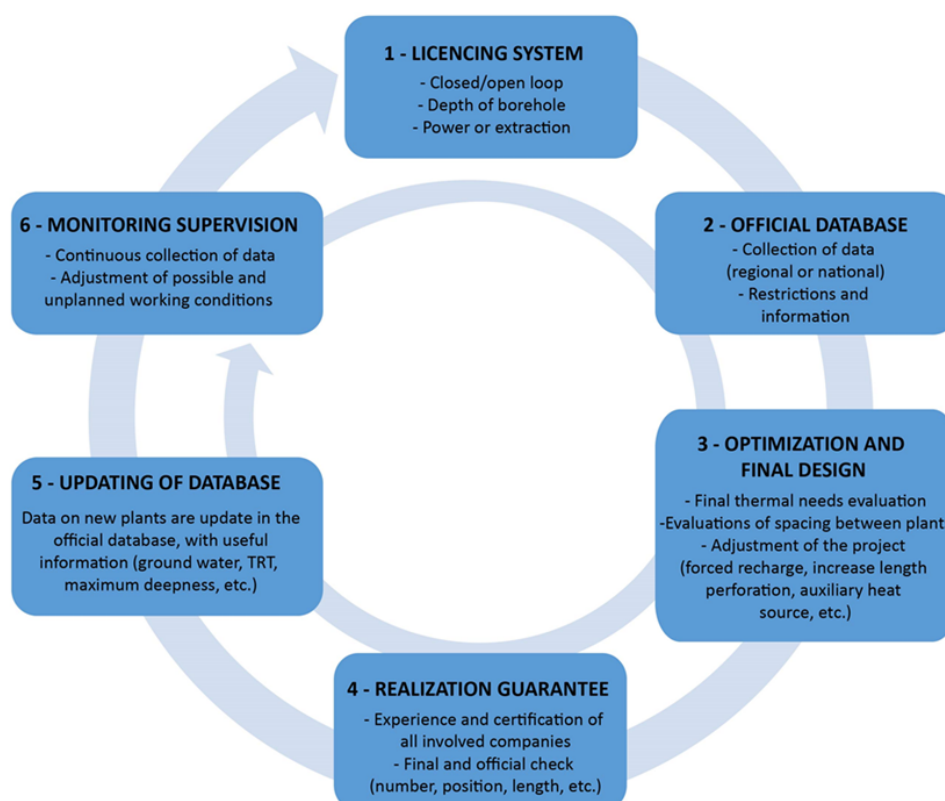 1 - LICENCING SYSTEM
- Closed/open loop
- Depth of borehole
- Power or extraction
2 - OFFICIAL DATABASE
- Collection of data
(regional or national)
- Restrictions and
information
3 - OPTIMIZATION AND
FINAL DESIGN
- Final thermal needs evaluation
-Evaluations of spacing between plant
- Adjustment of the project
(forced recharge, increase length
perforation, auxiliary heat
source, etc.)
4 - REALIZATION GUARANTEE
- Experience and certification of
all involved companies
- Final and official check
(number, position, length, etc.)
5 - UPDATING OF DATABASE
Data on new plants are update in the
official database, with useful
information (ground water, TRT,
maximum deepness, etc.)
6 - MONITORING SUPERVISION
- Continuous collection of data
- Adjustment of possible and
unplanned working conditions